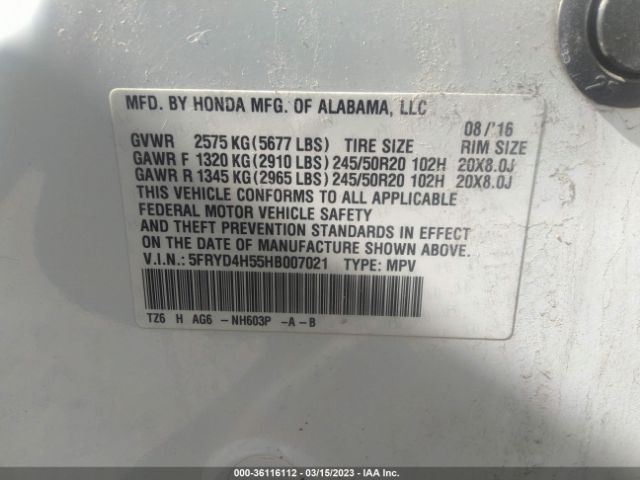 MFD. BY HONDA MFG. OF ALABAMA, LLC
08/'16
GVWR 2575 KG(5677 LBS) TIRE SIZE RIM SIZE
GAWR F 1320 KG(2910 LBS) 245/50R20 102H 20X8.0J
GAWR R 1345 KG(2965 LBS) 245/50R20 102H 20X8.0J
THIS VEHICLE CONFORMS TO ALL APPLICABLE
FEDERAL MOTOR VEHICLE SAFETY
AND THEFT PREVENTION STANDARDS IN EFFECT
ON THE DATE OF MANUFACTURE SHOWN ABOVE.
V.I.N.: 5FRYD4H55HB007021 TYPE: MPV
TZ6 H AG6 -NH603P -A-B
000-36116112 — 03/15/2023 — IAA Inc.